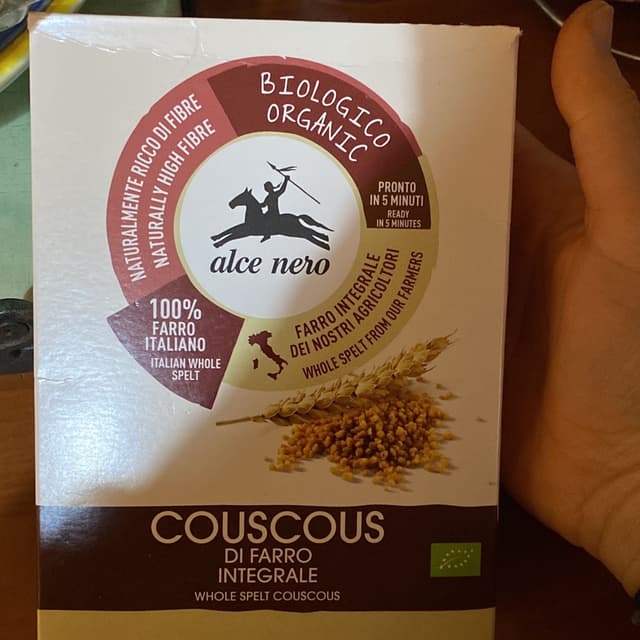 BIOLOGICO
ORGANIC
NATURALMENTE RICCO DI FIBRE
NATURALLY HIGH FIBRE
PRONTO
IN 5 MINUTI
READY
IN 5 MINUTES
alce nero
100%
FARRO
ITALIANO
ITALIAN WHOLE
SPELT
FARRO INTEGRALE
DEI NOSTRI AGRICOLTORI
WHOLE SPELT FROM OUR FARMERS
COUSCOUS
DI FARRO
INTEGRALE
WHOLE SPELT COUSCOUS